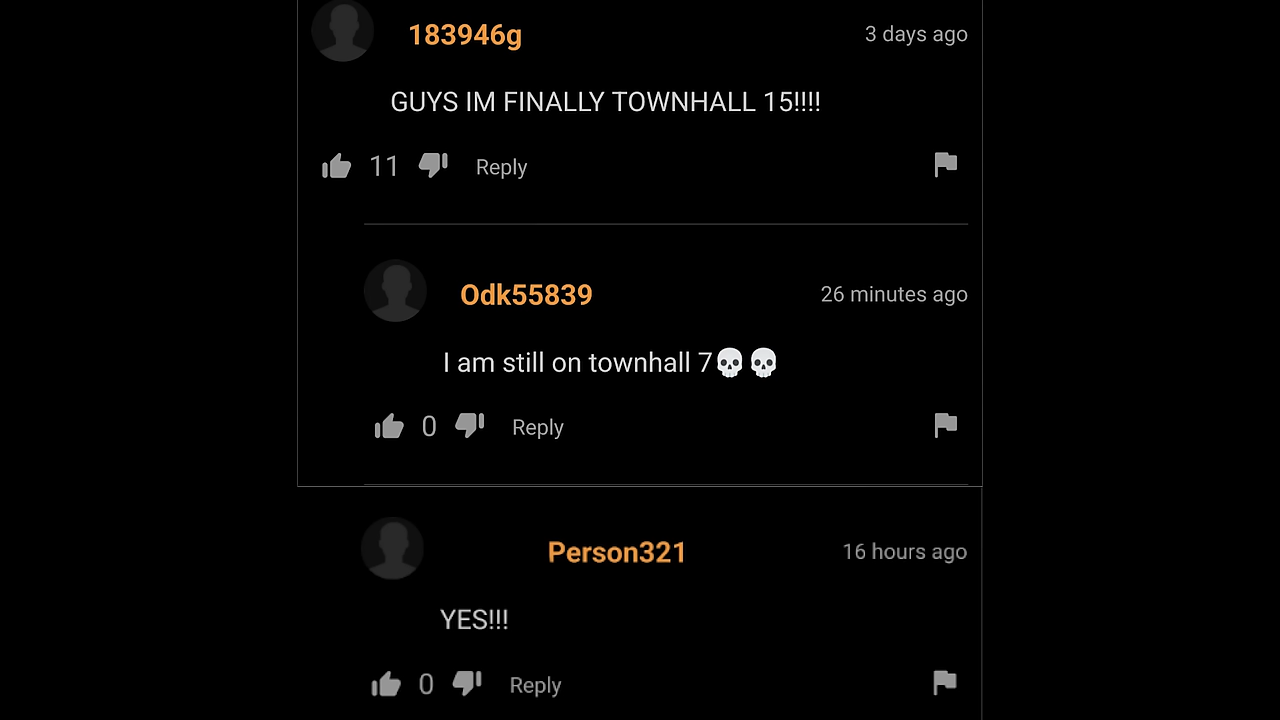 183946g 3 days ago
GUYS IM FINALLY TOWNHALL 15!!!!
11 Reply
Odk55839 26 minutes ago
I am still on townhall 7💀💀
0 Reply
Person321 16 hours ago
YES!!!
0 Reply